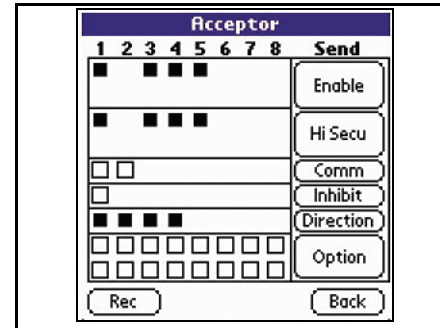 Acceptor
1 2 3 4 5 6 7 8 Send
Enable
Hi Secu
Comm
Inhibit
Direction
Option
Rec Back